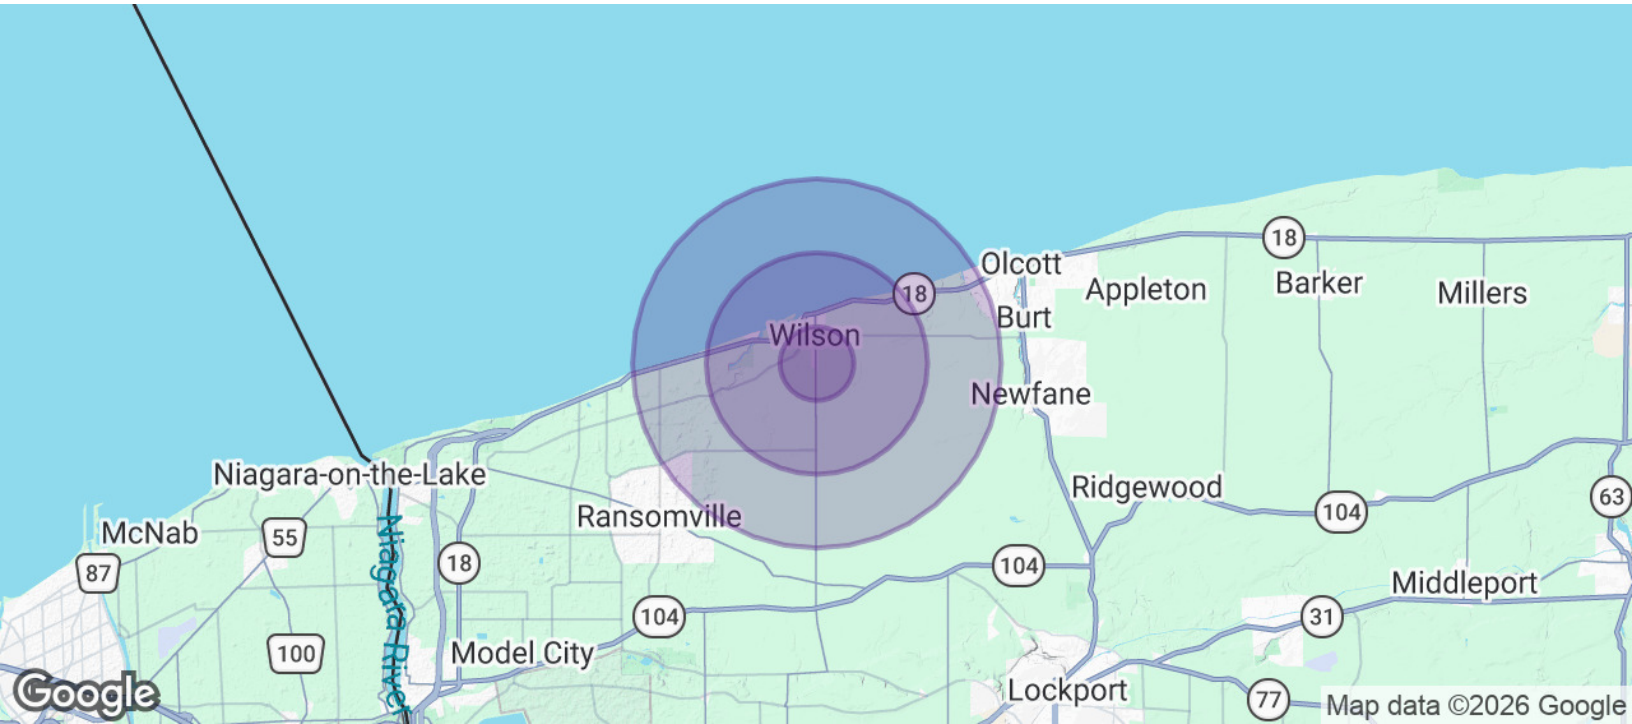 18
Olcott
Barker
Appleton
Millers
18
Burt
Wilson
Newfane
Niagara-on-the-Lake
Ridgewood
63
104
Ransomville
McNab
55
Niagara River
18
87
104
Middleport
104
31
100
Model City
Lockport
77
Google
Map data ©2026 Google